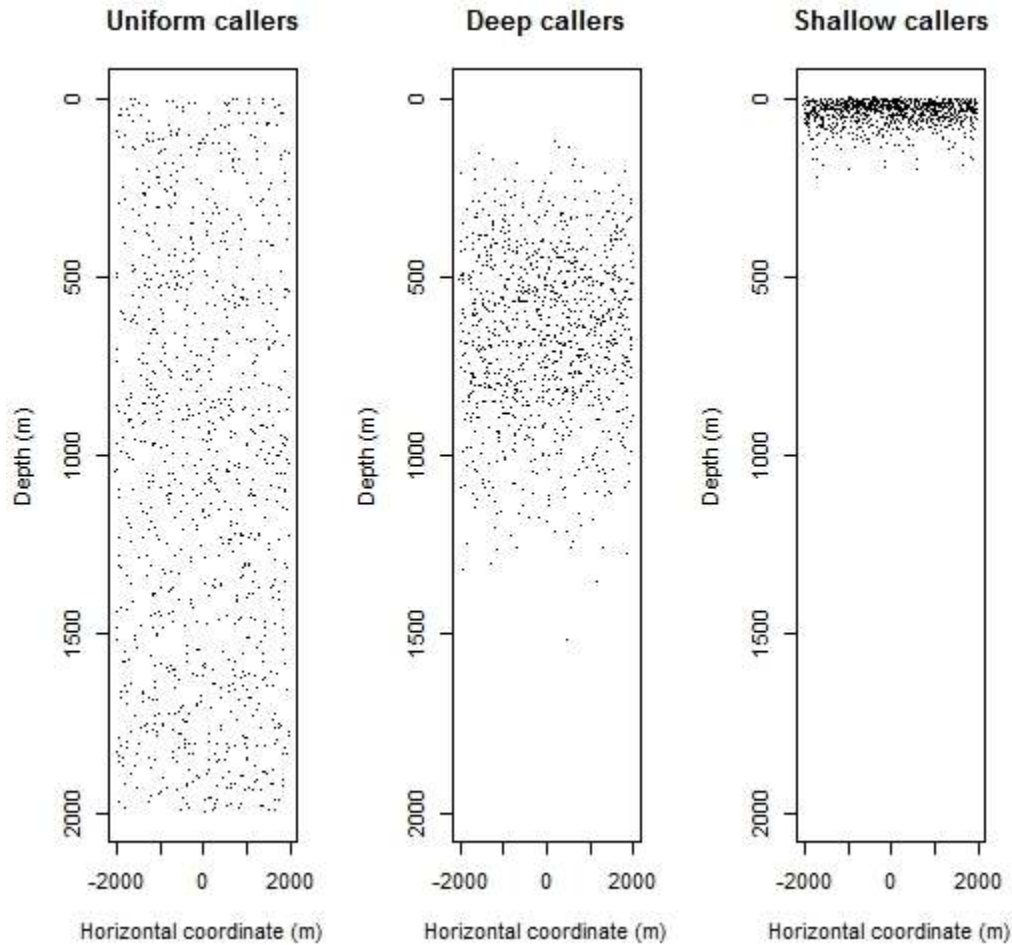 Uniform callers
Deep callers
Shallow callers
Depth (m)
0
500
1000
1500
2000
-2000 0 2000
Horizontal coordinate (m)
Depth (m)
0
500
1000
1500
2000
-2000 0 2000
Horizontal coordinate (m)
Depth (m)
0
500
1000
1500
2000
-2000 0 2000
Horizontal coordinate (m)